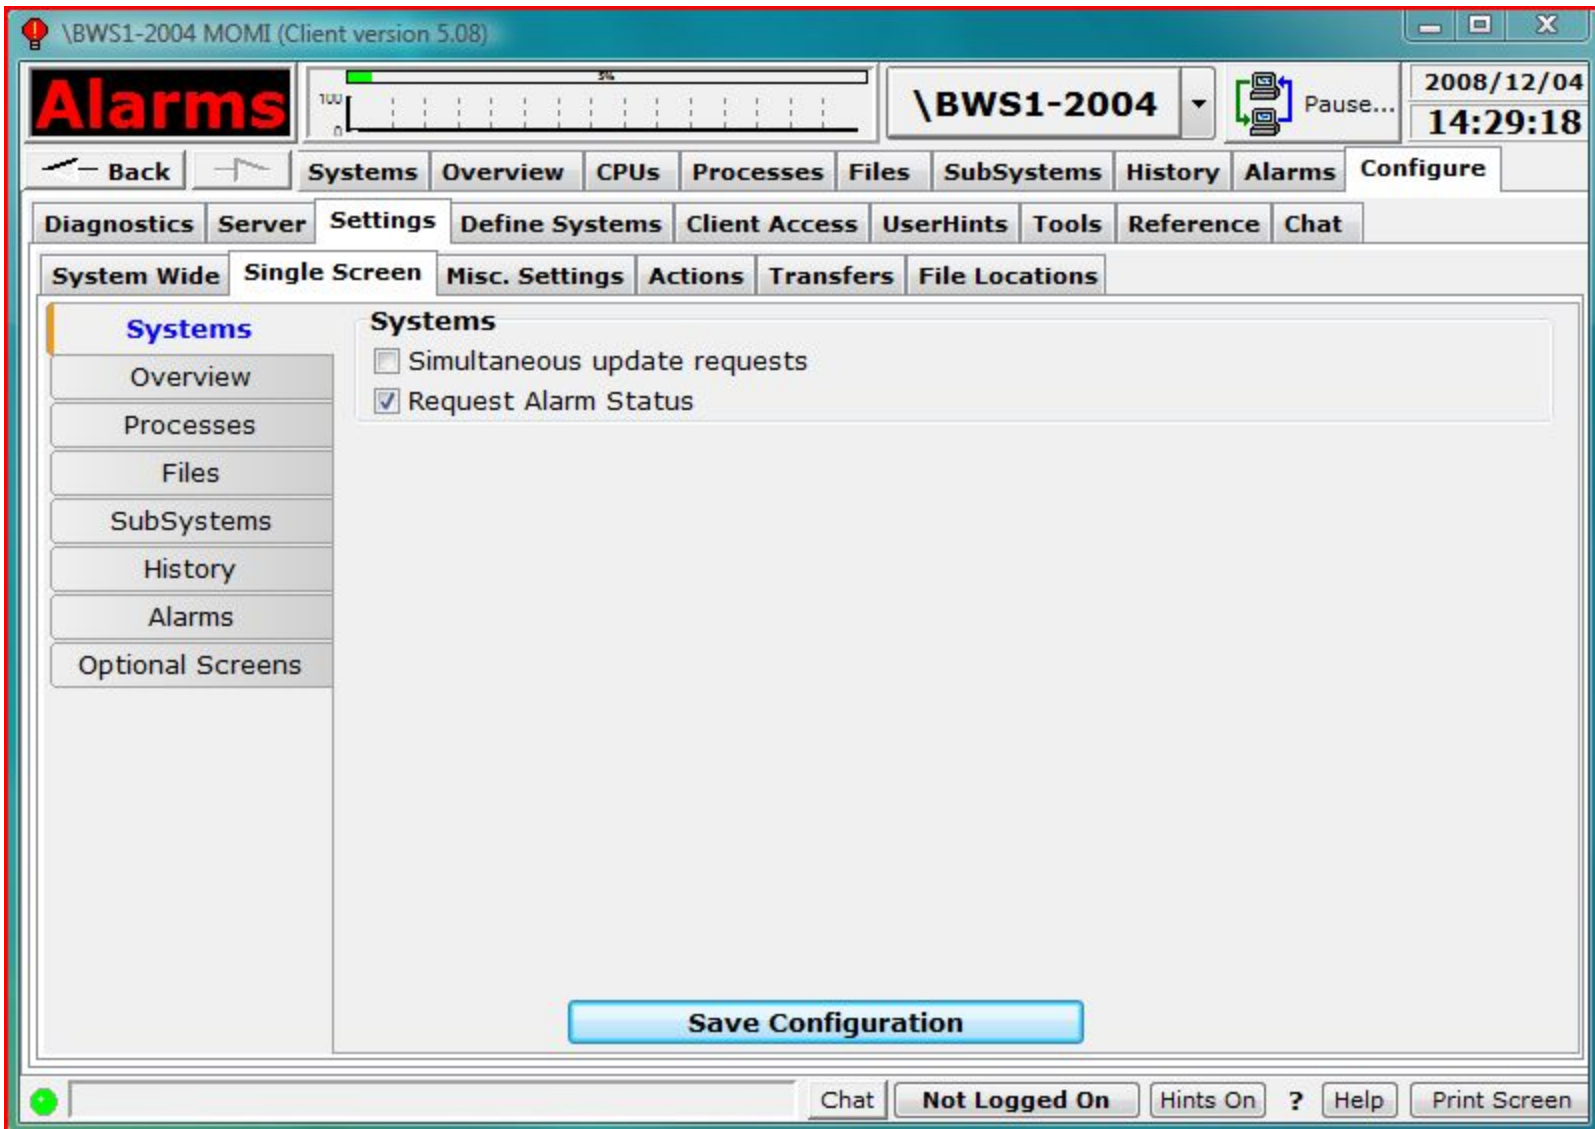 \BWS1-2004 MOMI (Client version 5.08)
Alarms
3%
100
0
\BWS1-2004
Pause...
2008/12/04
14:29:18
Back
Systems Overview CPUs Processes Files SubSystems History Alarms Configure
Diagnostics Server Settings Define Systems Client Access UserHints Tools Reference Chat
System Wide Single Screen Misc. Settings Actions Transfers File Locations
Systems
Overview
Processes
Files
SubSystems
History
Alarms
Optional Screens
Systems
Simultaneous update requests
Request Alarm Status
Save Configuration
Chat Not Logged On Hints On ? Help Print Screen